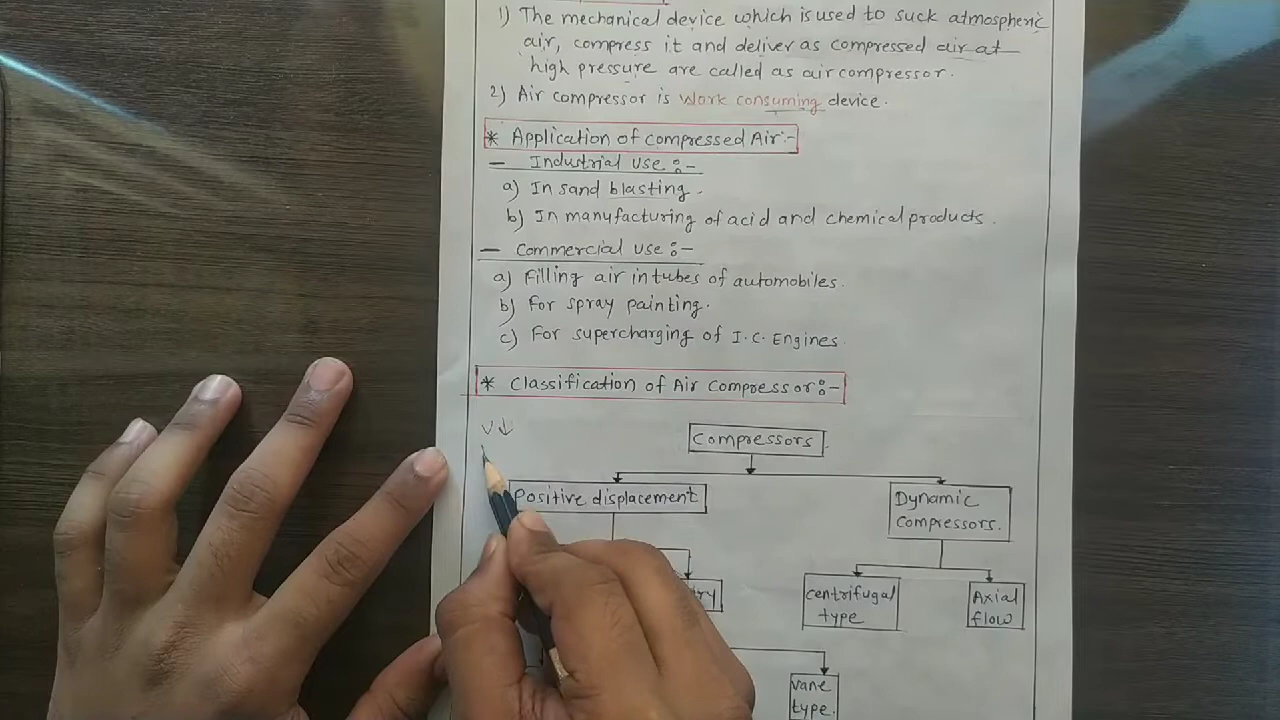 1) The mechanical device which is used to suck atmospheric
air, compress it and deliver as compressed air at
high pressure are called as air compressor.
2) Air compressor is work consuming device.
* Application of compressed Air:-
— Industrial use :-
a) In sand blasting.
b) In manufacturing of acid and chemical products.
— Commercial use :-
a) Filling air in tubes of automobiles.
b) For spray painting.
c) For supercharging of I.C. Engines
* Classification of Air Compressor:-
V↓
Compressors.
Positive displacement
Dynamic
compressors.
centrifugal
type
Axial
flow
vane
type.